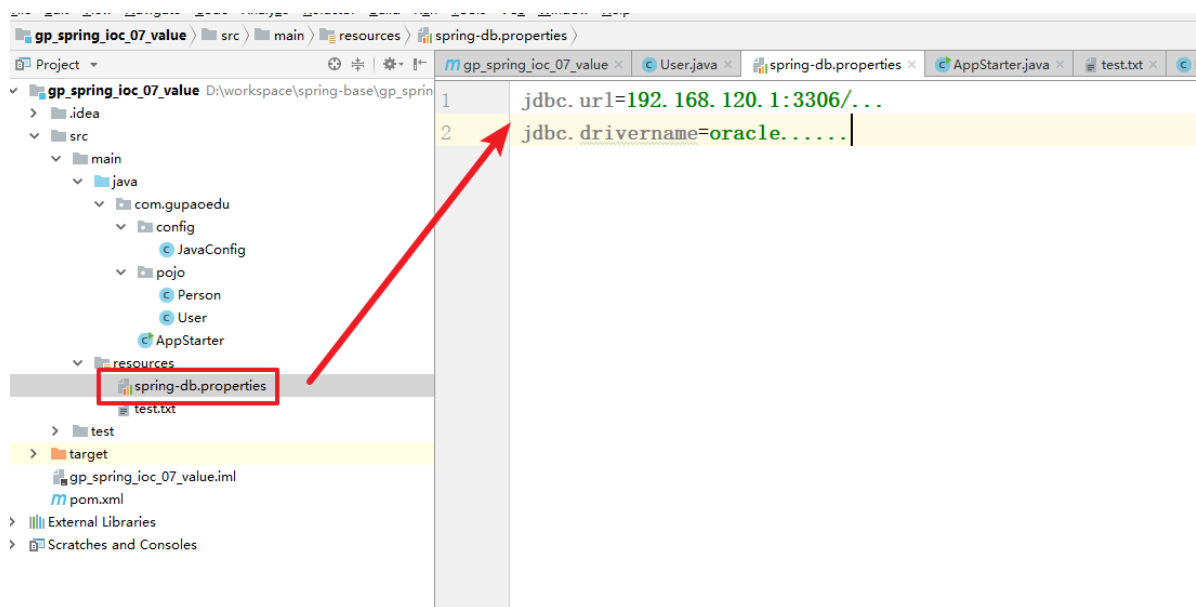 gp_spring_ioc_07_value src main resources spring-db.properties
Project
gp_spring_ioc_07_value User.java spring-db.properties AppStarter.java test.txt
gp_spring_ioc_07_value D:\workspace\spring-base\gp_sprin
.idea
src
main
java
com.gupaoedu
config
JavaConfig
pojo
Person
User
AppStarter
resources
spring-db.properties
test.txt
test
target
gp_spring_ioc_07_value.iml
pom.xml
External Libraries
Scratches and Consoles
1 jdbc.url=192.168.120.1:3306/...
2 jdbc.drivername=oracle......